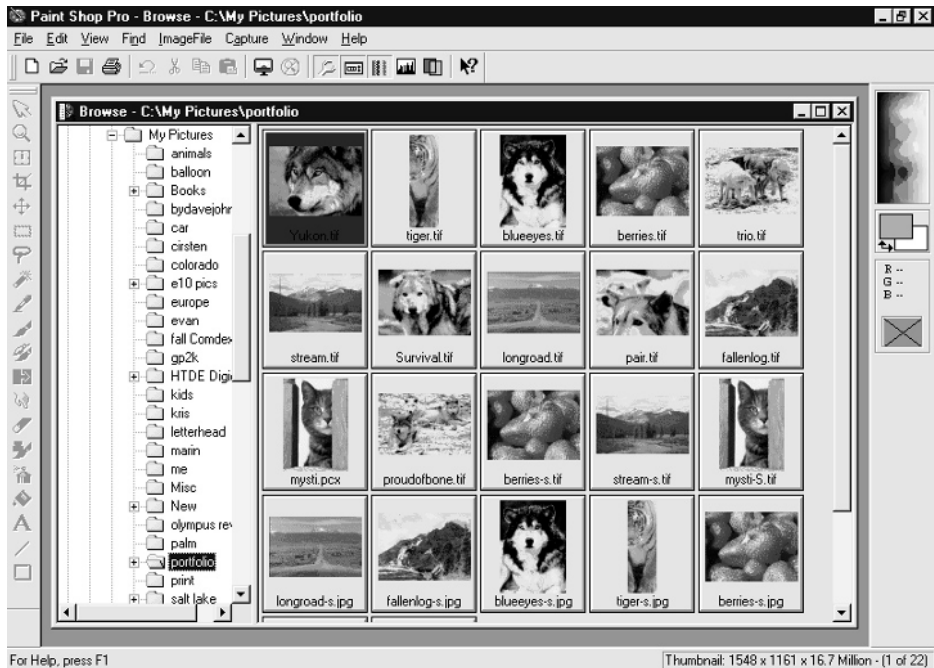 Paint Shop Pro - Browse - C:\My Pictures\portfolio
File Edit View Find ImageFile Capture Window Help
Browse - C:\My Pictures\portfolio
My Pictures
animals
balloon
Books
bydavejohr
car
cirsten
colorado
e10 pics
europe
evan
fall Comdex
gp2k
HTDE Digi
kids
kris
letterhead
marin
me
Misc
New
olympus rev
palm
portfolio
print
salt lake
Yukon.tif tiger.tif blueeyes.tif berries.tif trio.tif
stream.tif Survival.tif longroad.tif pair.tif fallenlog.tif
mysti.pcx proudofbone.tif berries-s.tif stream-s.tif mysti-S.tif
longroad-s.jpg fallenlog-s.jpg blueeyes-s.jpg tiger-s.jpg berries-s.jpg
R --
G --
B --
For Help, press F1
Thumbnail: 1548 x 1161 x 16.7 Million - (1 of 22)